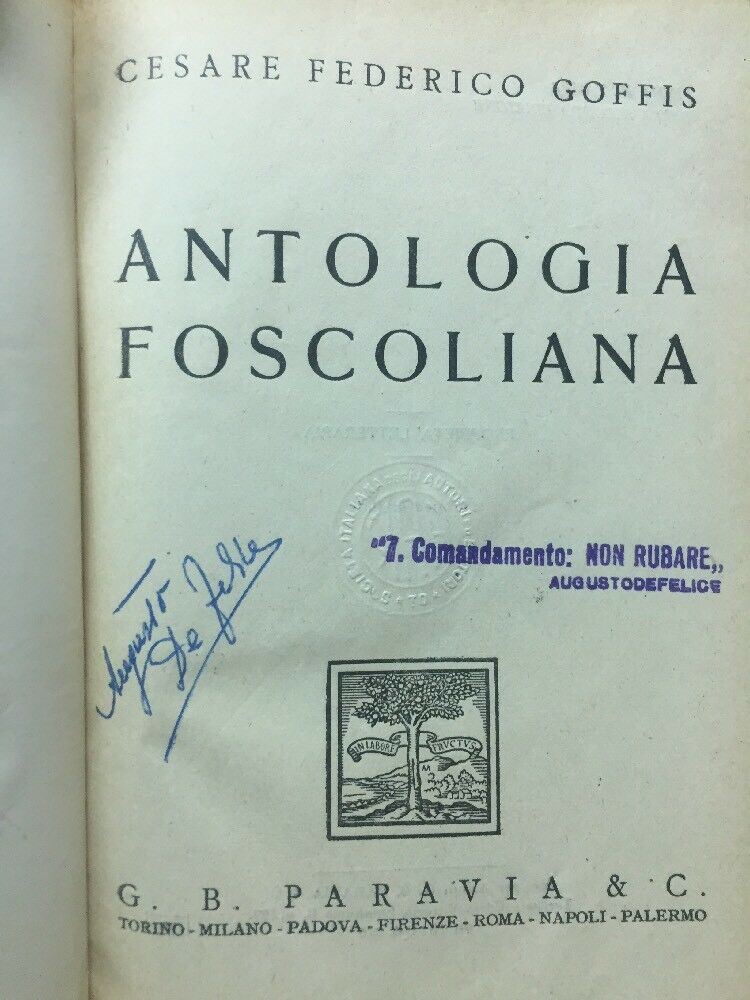 CESARE FEDERICO GOFFIS
ANTOLOGIA
FOSCOLIANA
"7. Comandamento: NON RUBARE,,
AUGUSTODEFELICE
Augusto
De Felice
IN LABORE FRVCTVS
G. B. PARAVIA & C.
TORINO - MILANO - PADOVA - FIRENZE - ROMA - NAPOLI - PALERMO